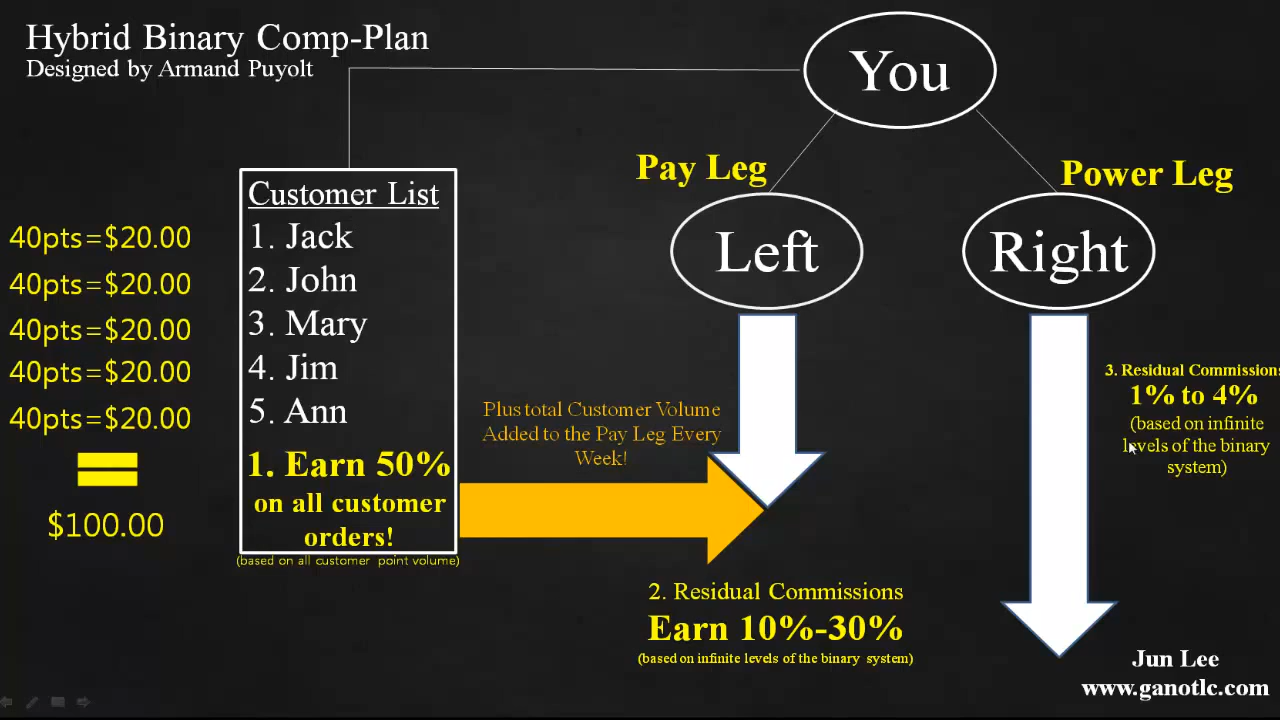 Hybrid Binary Comp-Plan
Designed by Armand Puyolt
You
Pay Leg
Power Leg
Left
Right
Customer List
1. Jack
2. John
3. Mary
4. Jim
5. Ann
1. Earn 50%
on all customer
orders!
(based on all customer point volume)
40pts=$20.00
40pts=$20.00
40pts=$20.00
40pts=$20.00
40pts=$20.00
=
$100.00
Plus total Customer Volume
Added to the Pay Leg Every
Week!
2. Residual Commissions
Earn 10%-30%
(based on infinite levels of the binary system)
3. Residual Commissions
1% to 4%
(based on infinite
levels of the binary
system)
Jun Lee
www.ganotlc.com